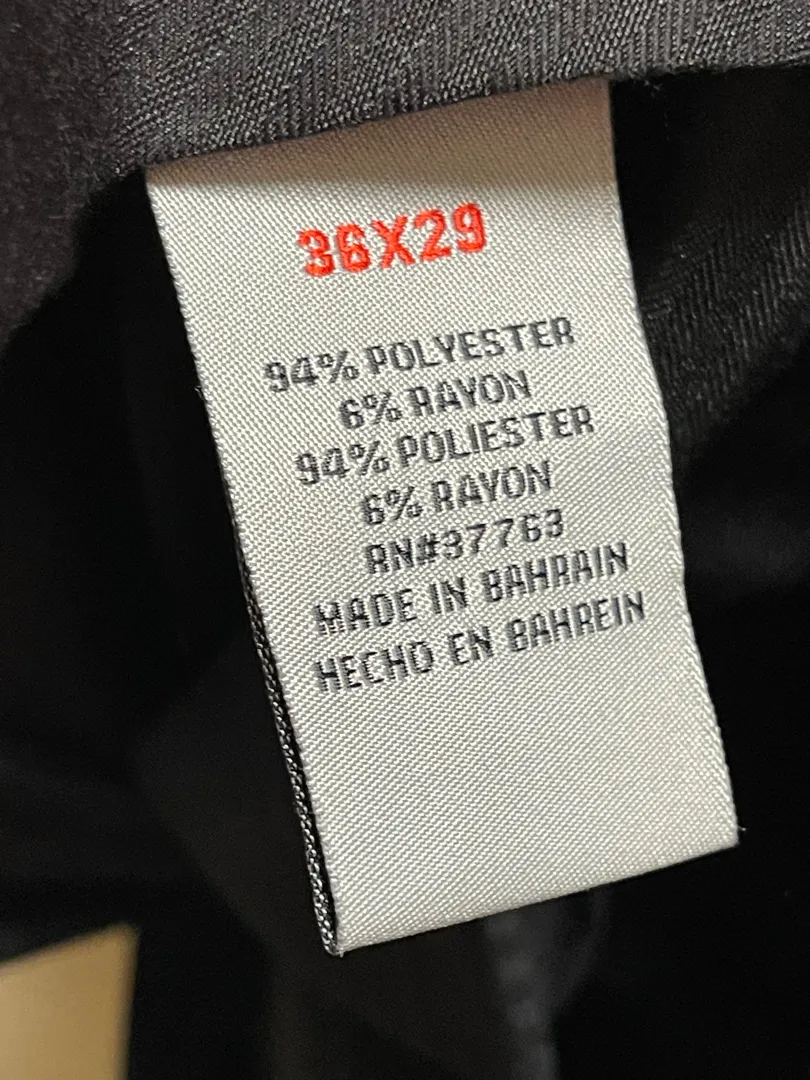 36X29
94% POLYESTER
6% RAYON
94% POLIESTER
6% RAYON
RN#37763
MADE IN BAHRAIN
HECHO EN BAHREIN